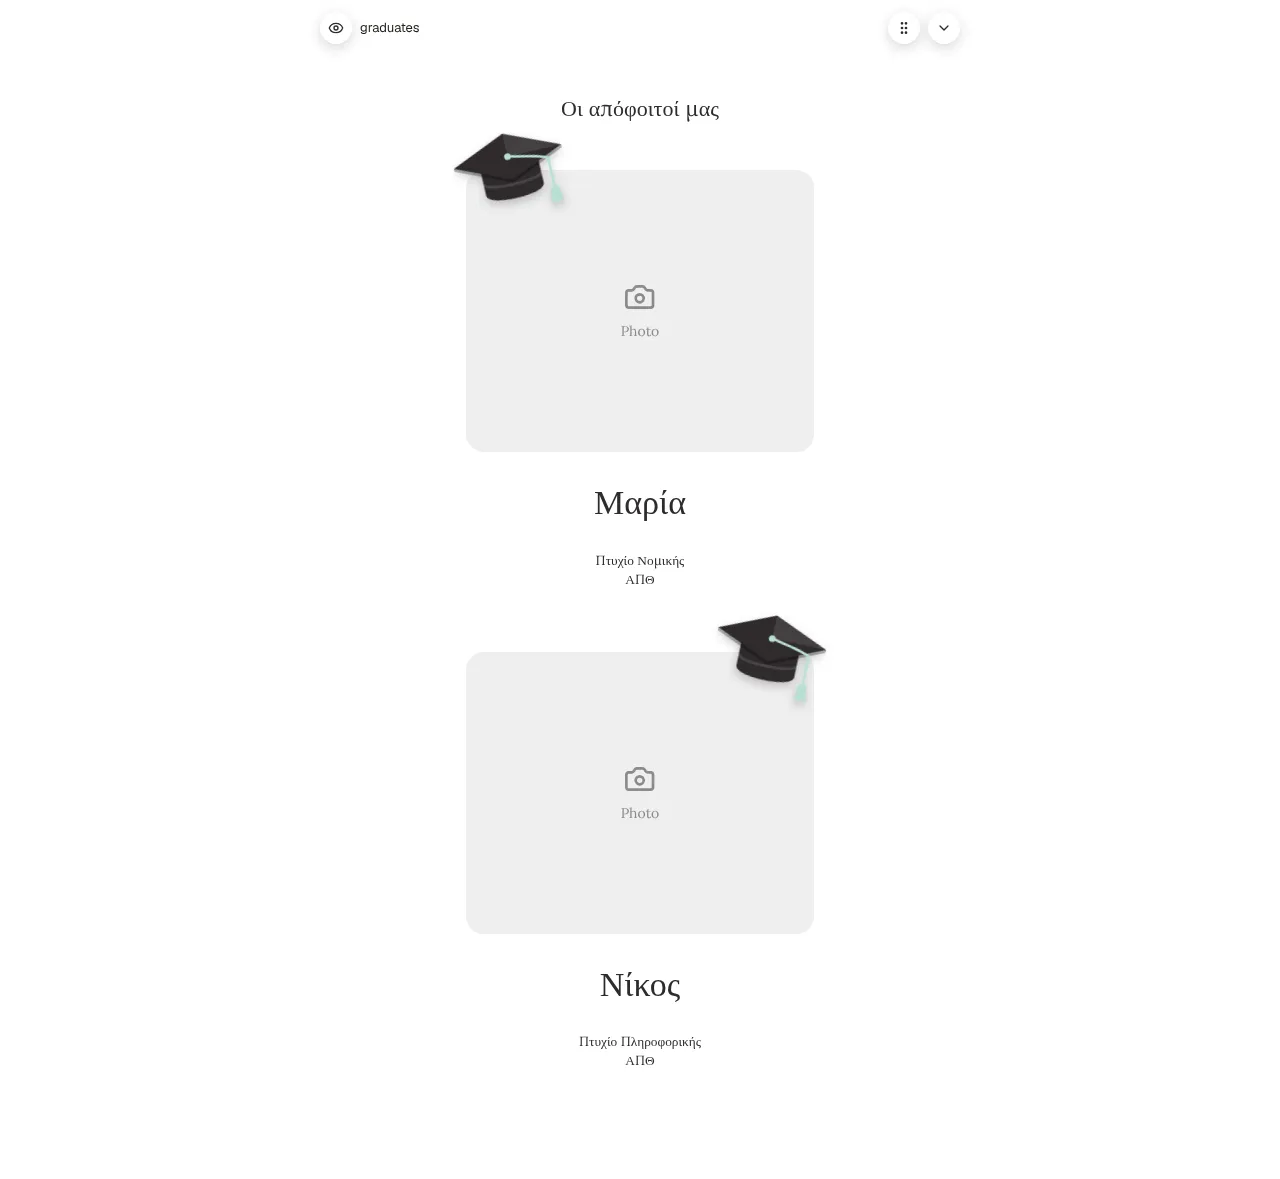 graduates
Οι απόφοιτοί μας
Photo
Μαρία
Πτυχίο Νομικής
ΑΠΘ
Photo
Νίκος
Πτυχίο Πληροφορικής
ΑΠΘ